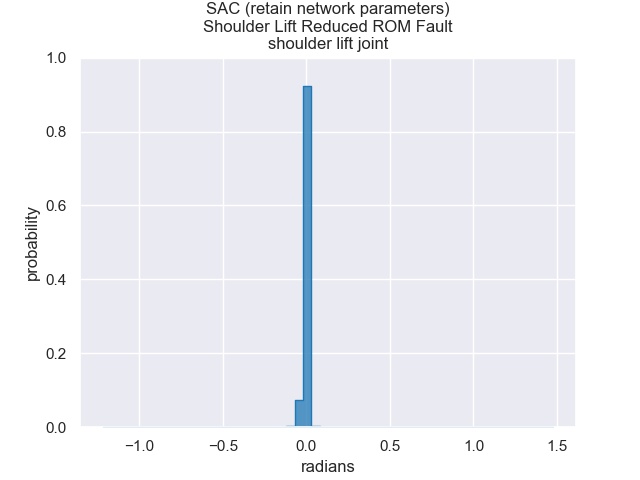 SAC (retain network parameters)
Shoulder Lift Reduced ROM Fault
shoulder lift joint
1.0
0.8
0.6
0.4
0.2
0.0
probability
−1.0 −0.5 0.0 0.5 1.0 1.5
radians